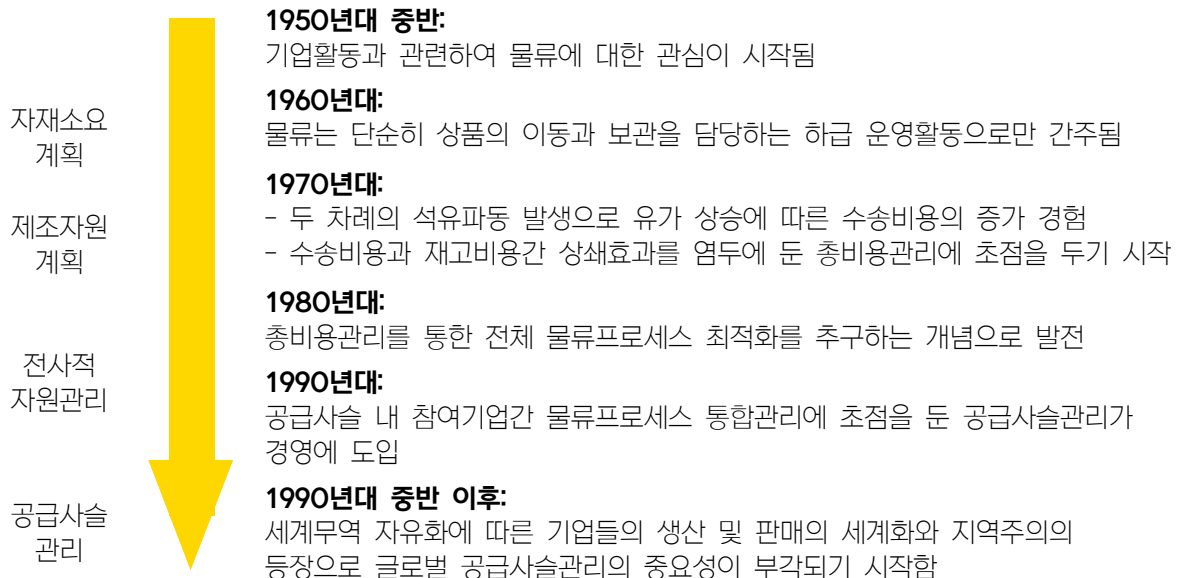 1950년대 중반:
기업활동과 관련하여 물류에 대한 관심이 시작됨
자재소요
계획
1960년대:
물류는 단순히 상품의 이동과 보관을 담당하는 하급 운영활동으로만 간주됨
제조자원
계획
1970년대:
- 두 차례의 석유파동 발생으로 유가 상승에 따른 수송비용의 증가 경험
- 수송비용과 재고비용간 상쇄효과를 염두에 둔 총비용관리에 초점을 두기 시작
1980년대:
총비용관리를 통한 전체 물류프로세스 최적화를 추구하는 개념으로 발전
전사적
자원관리
1990년대:
공급사슬 내 참여기업간 물류프로세스 통합관리에 초점을 둔 공급사슬관리가
경영에 도입
공급사슬
관리
1990년대 중반 이후:
세계무역 자유화에 따른 기업들의 생산 및 판매의 세계화와 지역주의의
등장으로 글로벌 공급사슬관리의 중요성이 부각되기 시작함